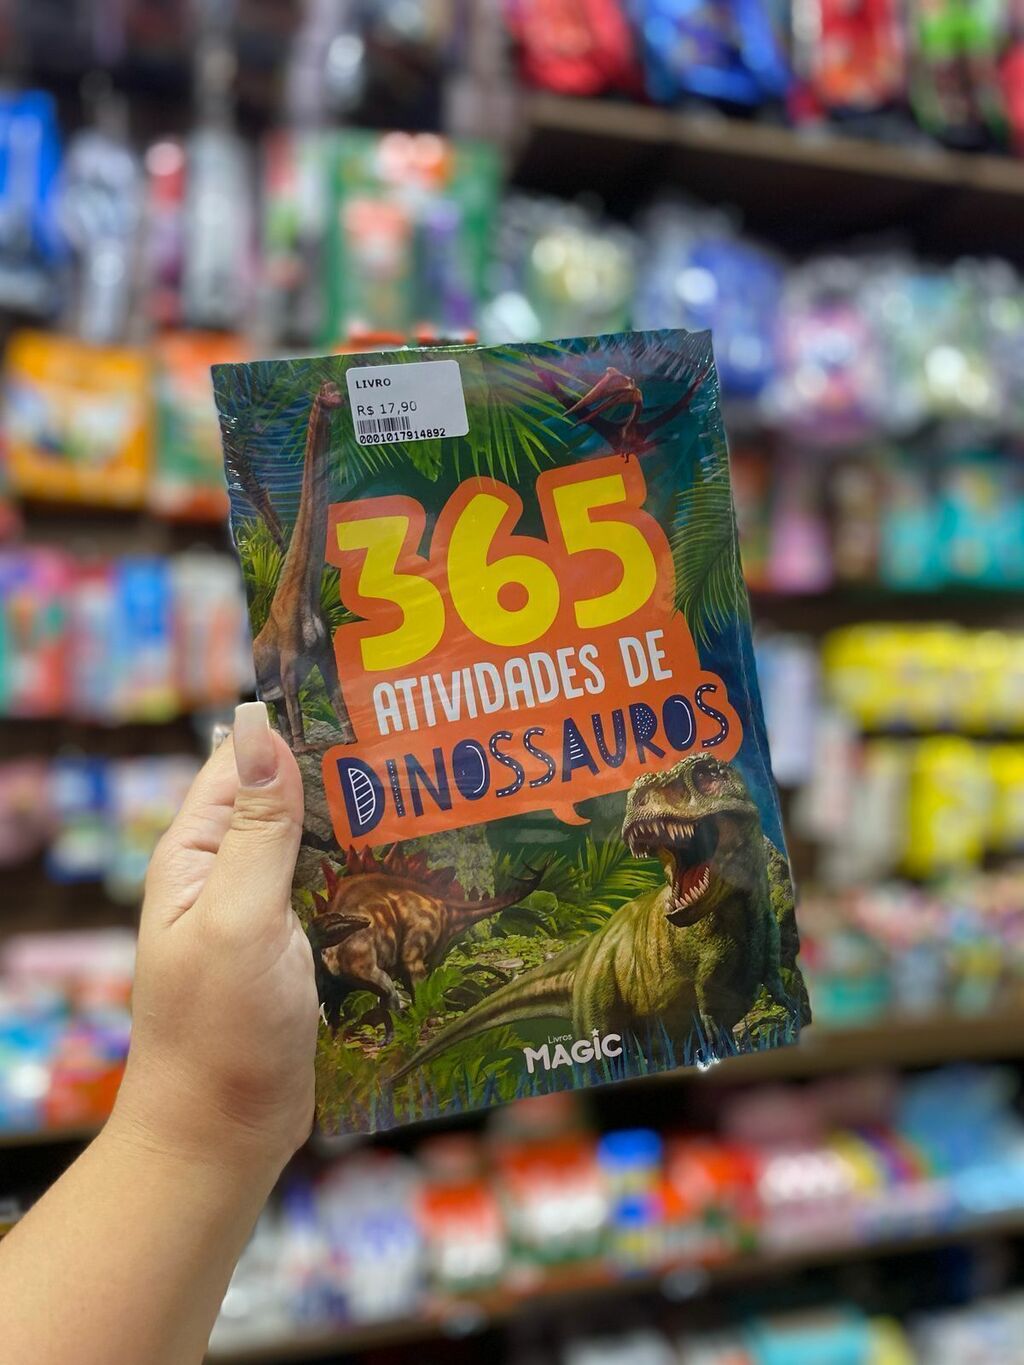 LIVRO
R$ 17,90
0001017914892
365
ATIVIDADES DE
DINOSSAUROS
Livros
MAGIC